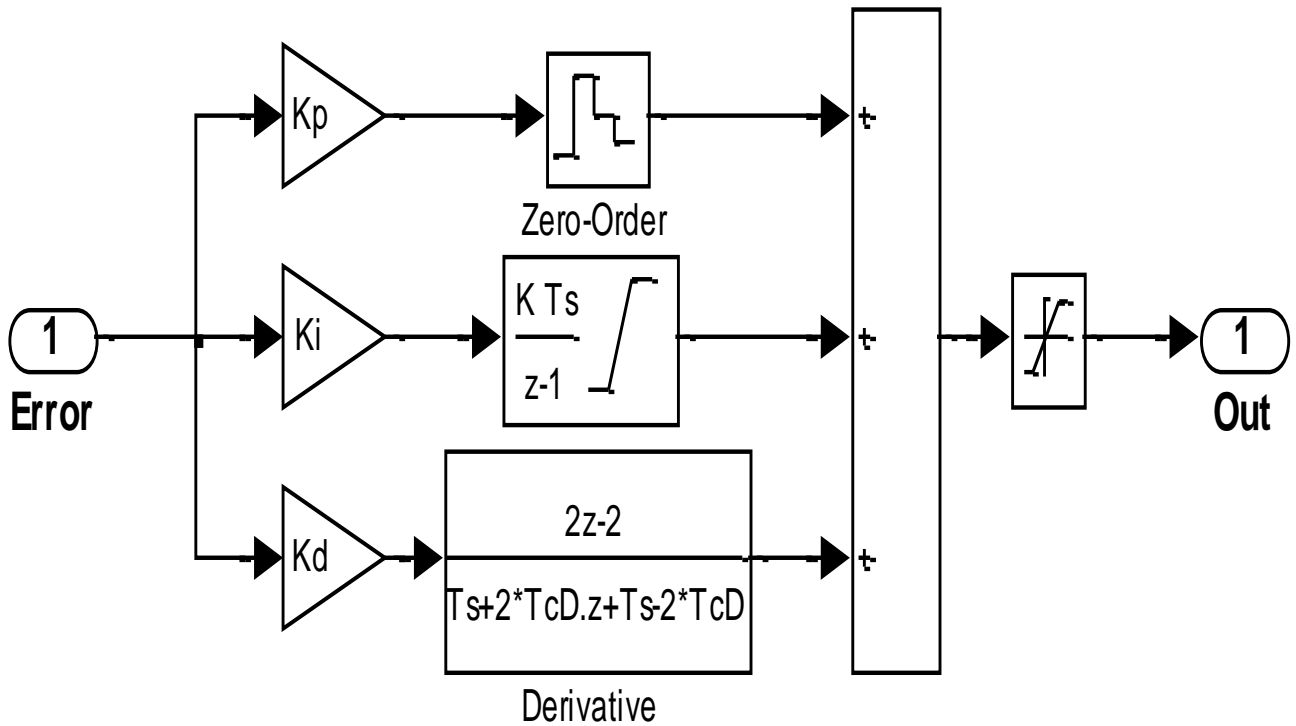 Kp
+
Zero-Order
1
Error
Ki
K Ts
z-1
+
1
Out
Kd
2z-2
Ts+2*TcD.z+Ts-2*TcD
+
Derivative